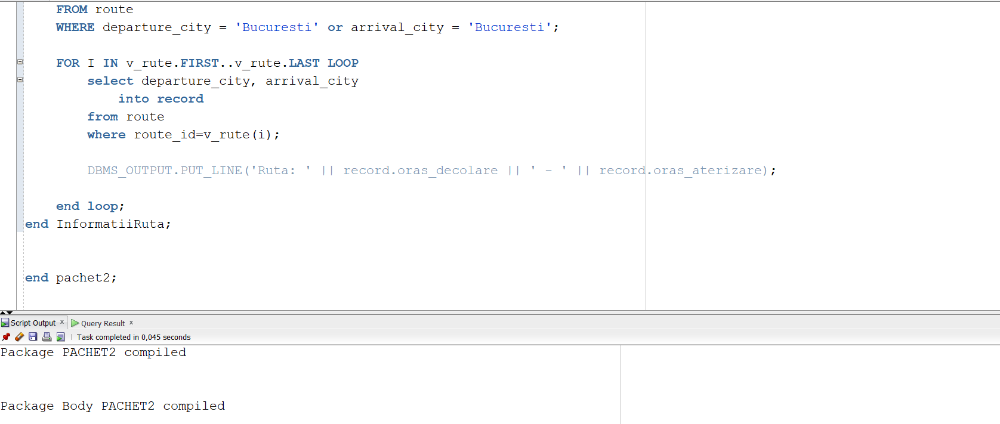 FROM route
WHERE departure_city = 'Bucuresti' or arrival_city = 'Bucuresti';
FOR I IN v_rute.FIRST..v_rute.LAST LOOP
select departure_city, arrival_city
into record
from route
where route_id=v_rute(i);
DBMS_OUTPUT.PUT_LINE('Ruta: ' || record.oras_decolare || ' - ' || record.oras_aterizare);
end loop;
end InformatiiRuta;
end pachet2;
Script Output x Query Result x
Task completed in 0,045 seconds
Package PACHET2 compiled
Package Body PACHET2 compiled